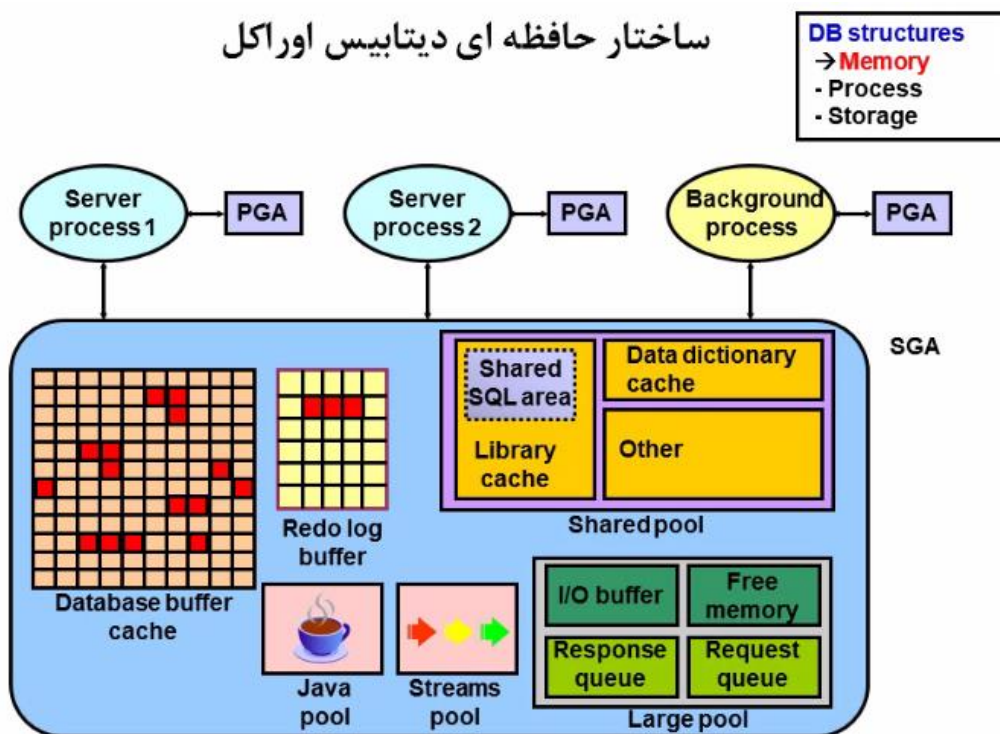 ساختار حافظه ای دیتابیس اوراکل
DB structures
→Memory
- Process
- Storage
Server
process 1
PGA
Server
process 2
PGA
Background
process
PGA
SGA
Shared
SQL area
Library
cache
Data dictionary
cache
Other
Shared pool
Redo log
buffer
Database buffer
cache
Java
pool
Streams
pool
I/O buffer
Free
memory
Response
queue
Request
queue
Large pool